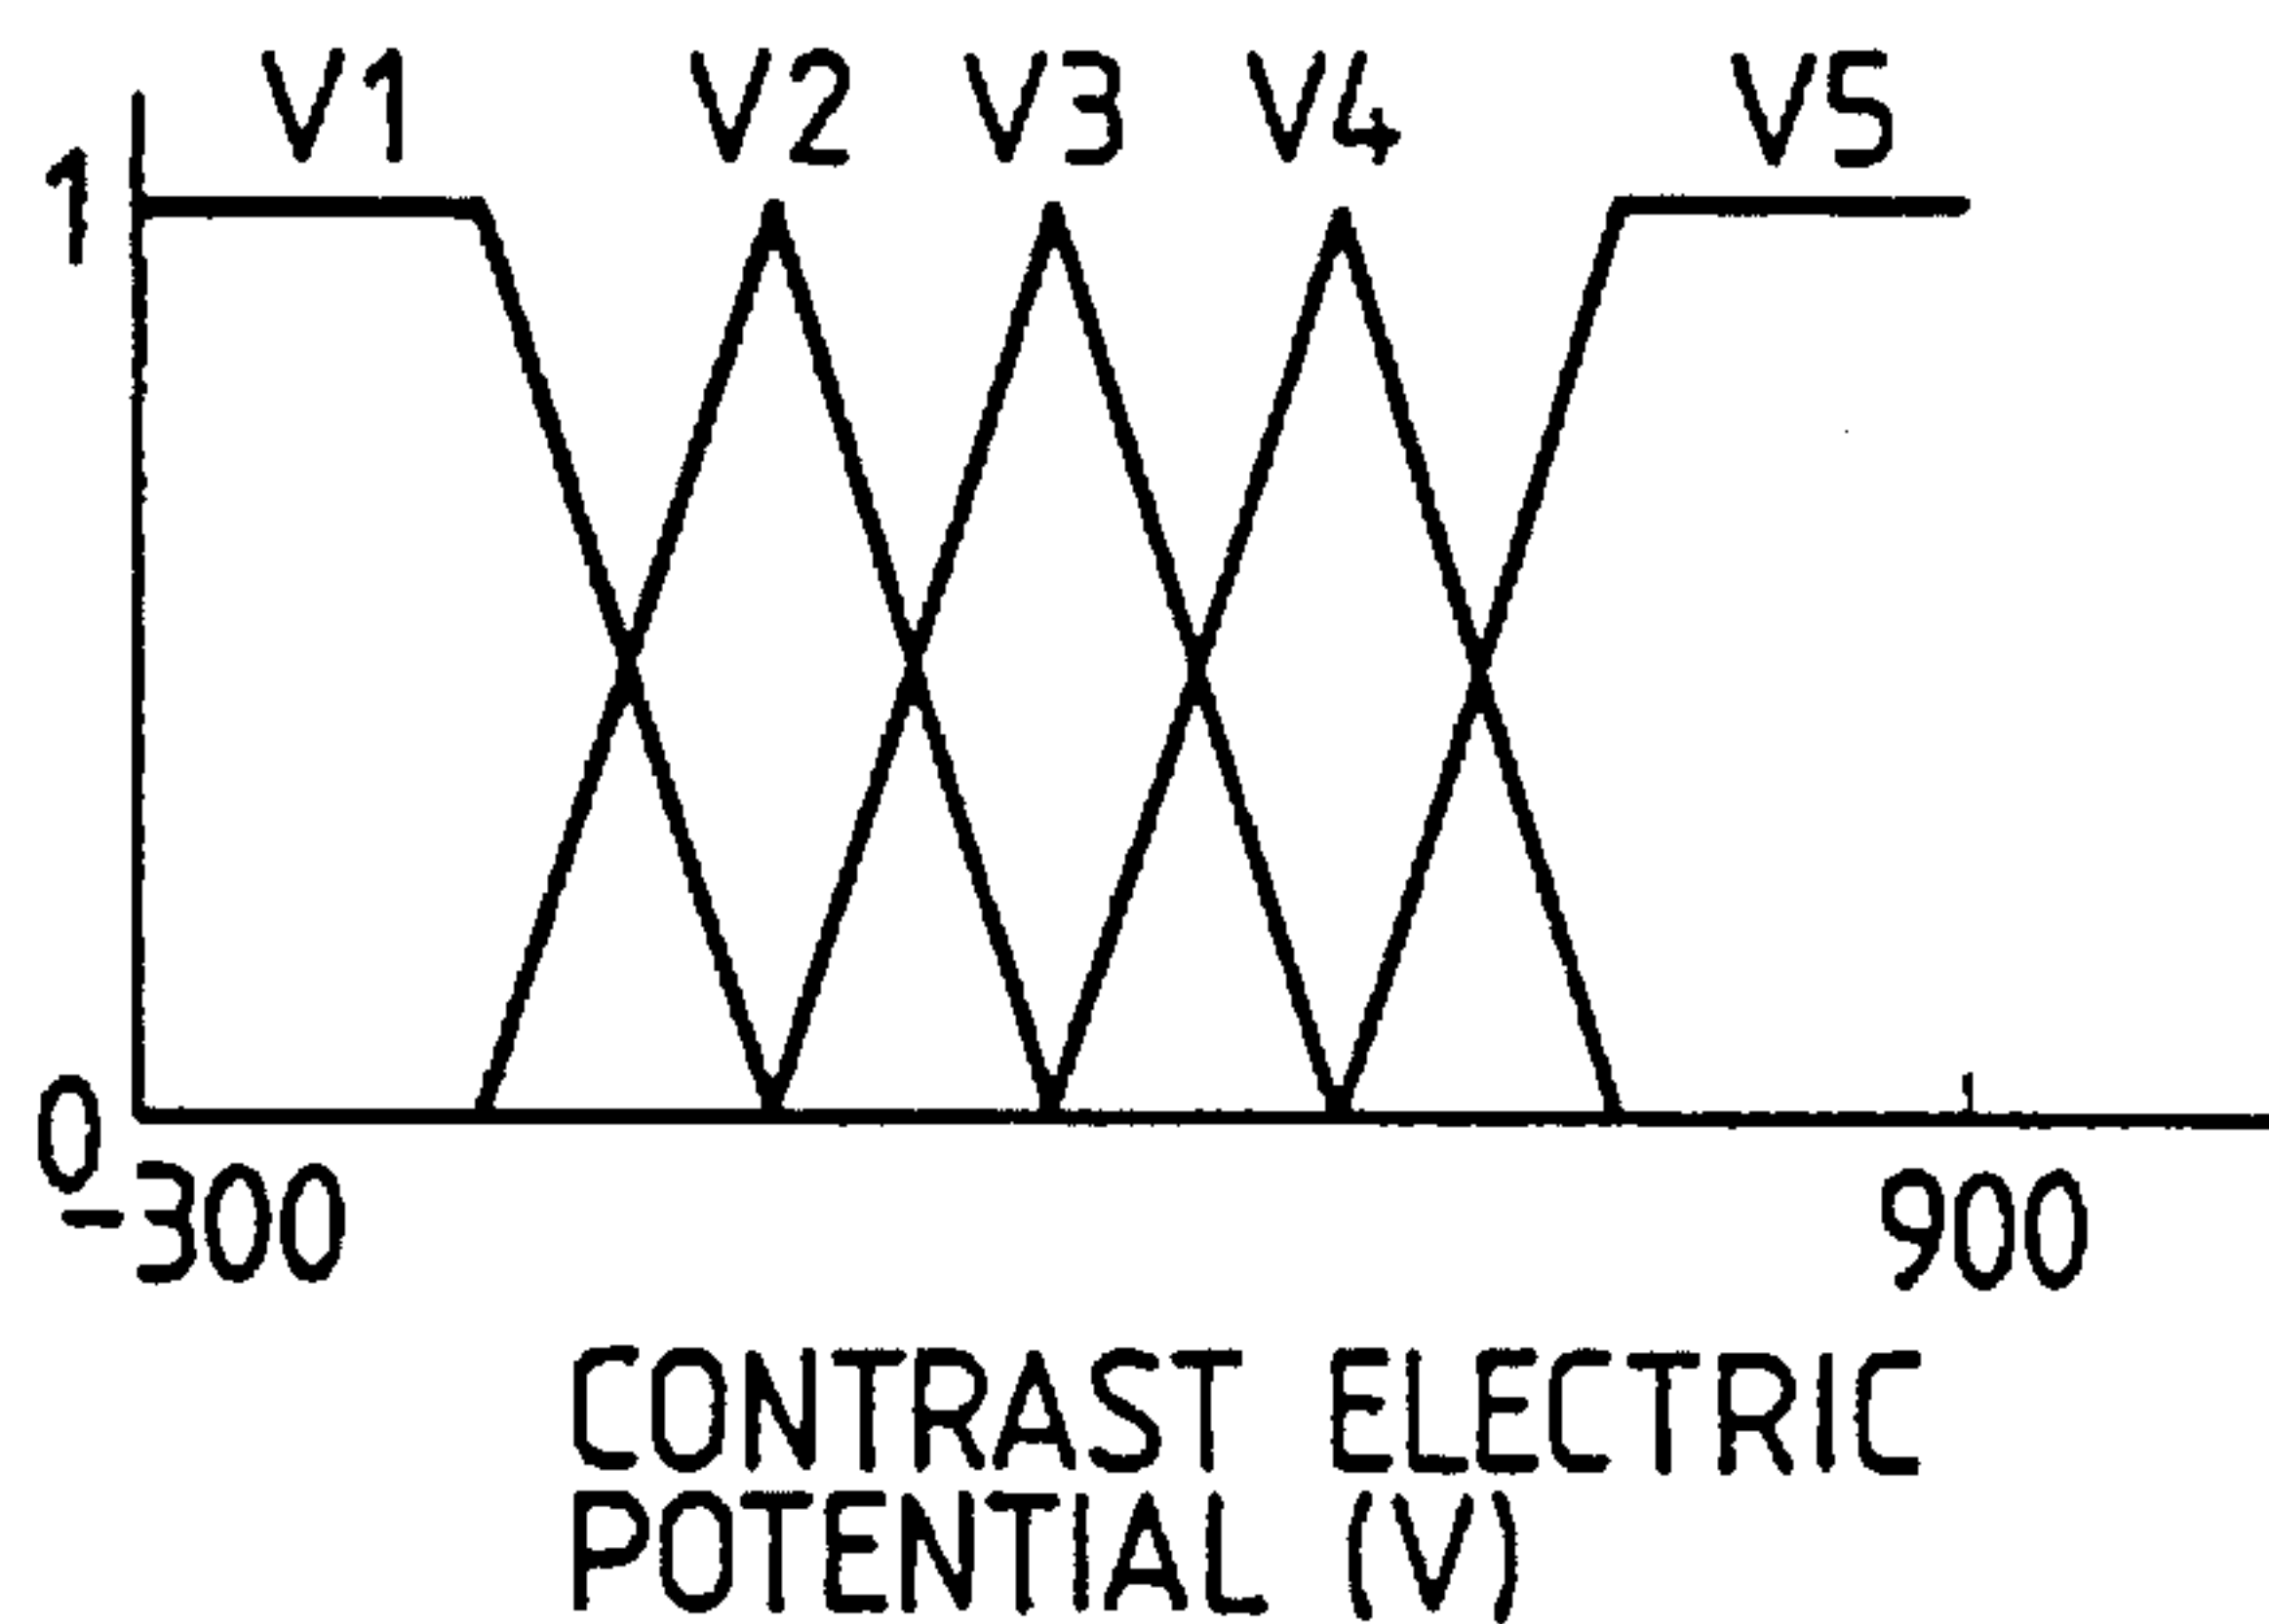 V1 V2 V3 V4 V5
1
0
-300 900
CONTRAST ELECTRIC
POTENTIAL (V)